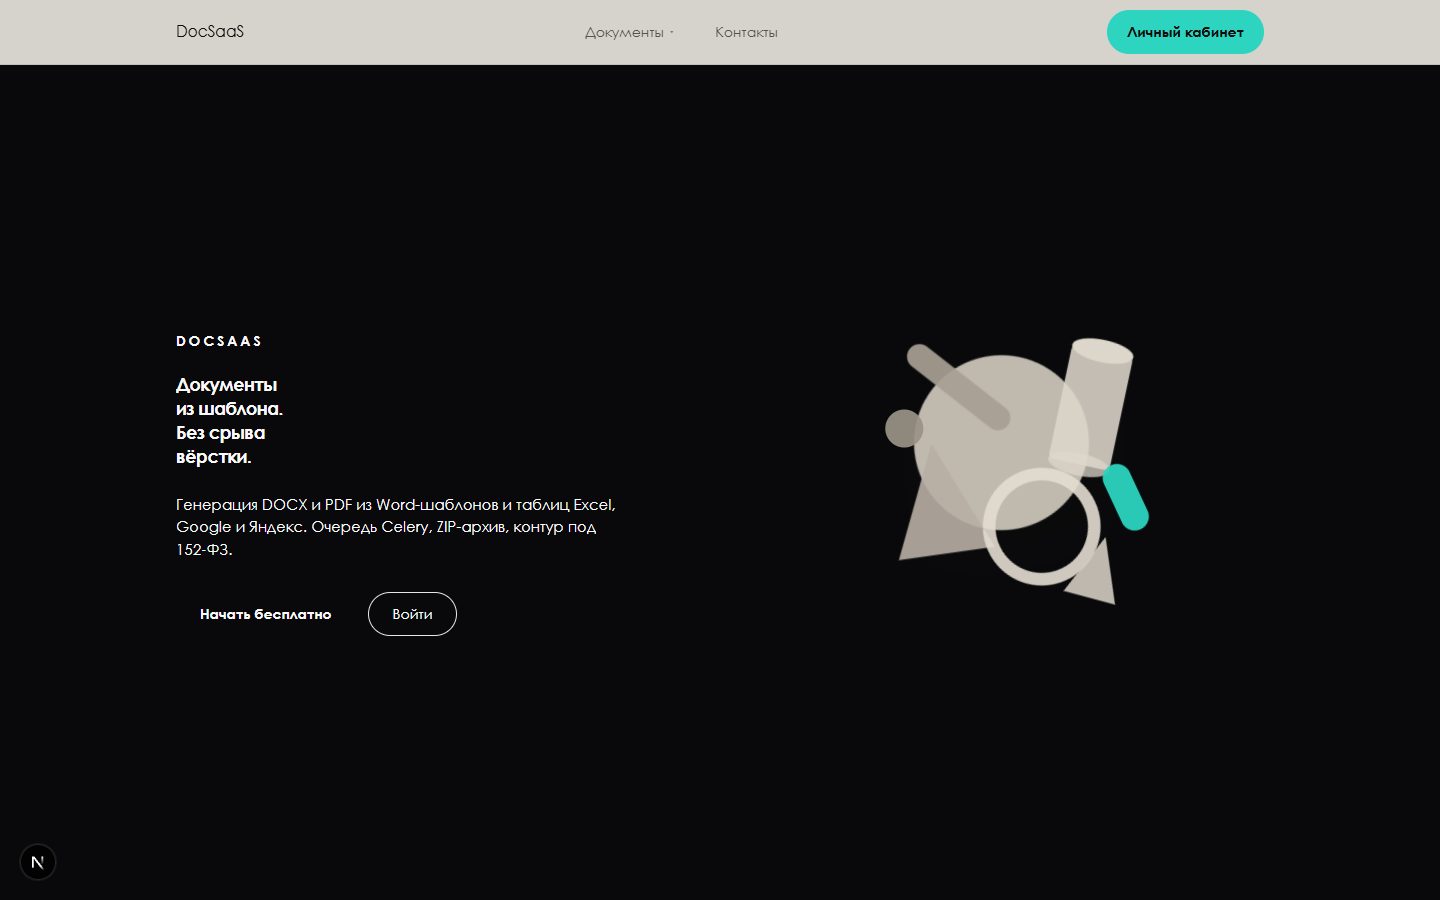 DocSaaS
Документы
Контакты
Личный кабинет
DOCSAAS
Документы
из шаблона.
Без срыва
вёрстки.
Генерация DOCX и PDF из Word-шаблонов и таблиц Excel,
Google и Яндекс. Очередь Celery, ZIP-архив, контур под
152-ФЗ.
Начать бесплатно
Войти
N